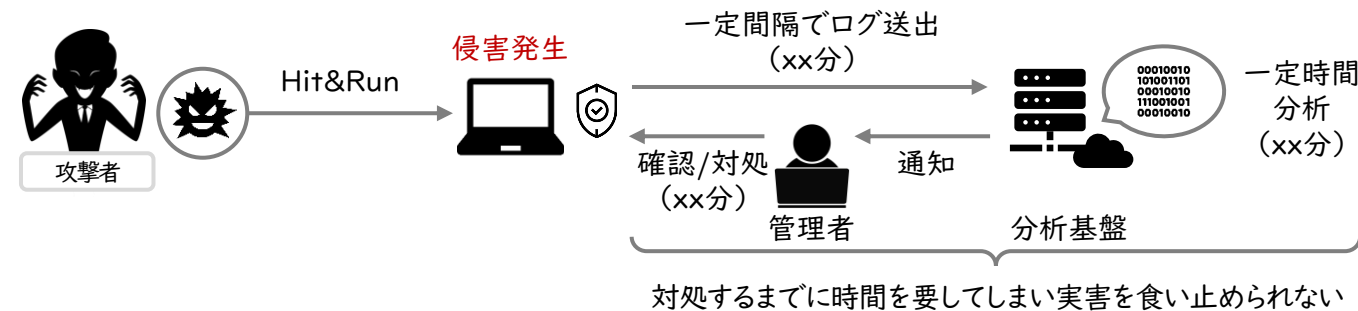 攻撃者
Hit&Run
侵害発生
一定間隔でログ送出
（xx分）
確認/対処
（xx分）
管理者
通知
00010010
101001101
00010010
111001001
00010010
分析基盤
一定時間
分析
（xx分）
対処するまでに時間を要してしまい実害を食い止められない